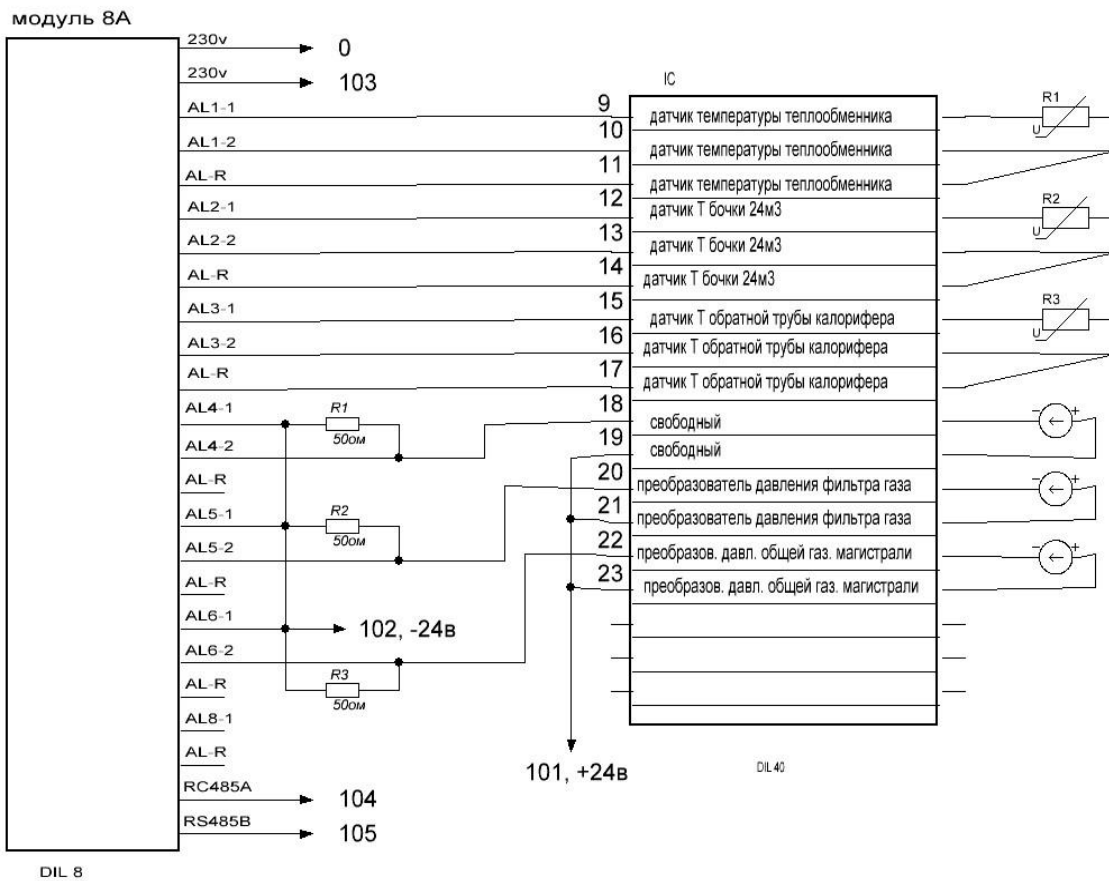 модуль 8А
230v
0
230v
103
AL1-1
AL1-2
AL-R
AL2-1
AL2-2
AL-R
AL3-1
AL3-2
AL-R
AL4-1
AL4-2
AL-R
AL5-1
AL5-2
AL-R
AL6-1
AL6-2
AL-R
AL8-1
AL-R
RC485A
104
RS485B
105
DIL 8
R1
50ом
R2
50ом
102, -24в
R3
50ом
101, +24в
IC
9
датчик температуры теплообменника
10
датчик температуры теплообменника
11
датчик температуры теплообменника
12
датчик Т бочки 24м3
13
датчик Т бочки 24м3
14
датчик Т бочки 24м3
15
датчик Т обратной трубы калорифера
16
датчик Т обратной трубы калорифера
17
датчик Т обратной трубы калорифера
18
свободный
19
свободный
20
преобразователь давления фильтра газа
21
преобразователь давления фильтра газа
22
преобразов. давл. общей газ. магистрали
23
преобразов. давл. общей газ. магистрали
DIL 40
R1
U
R2
U
R3
U
- +
- +
- +